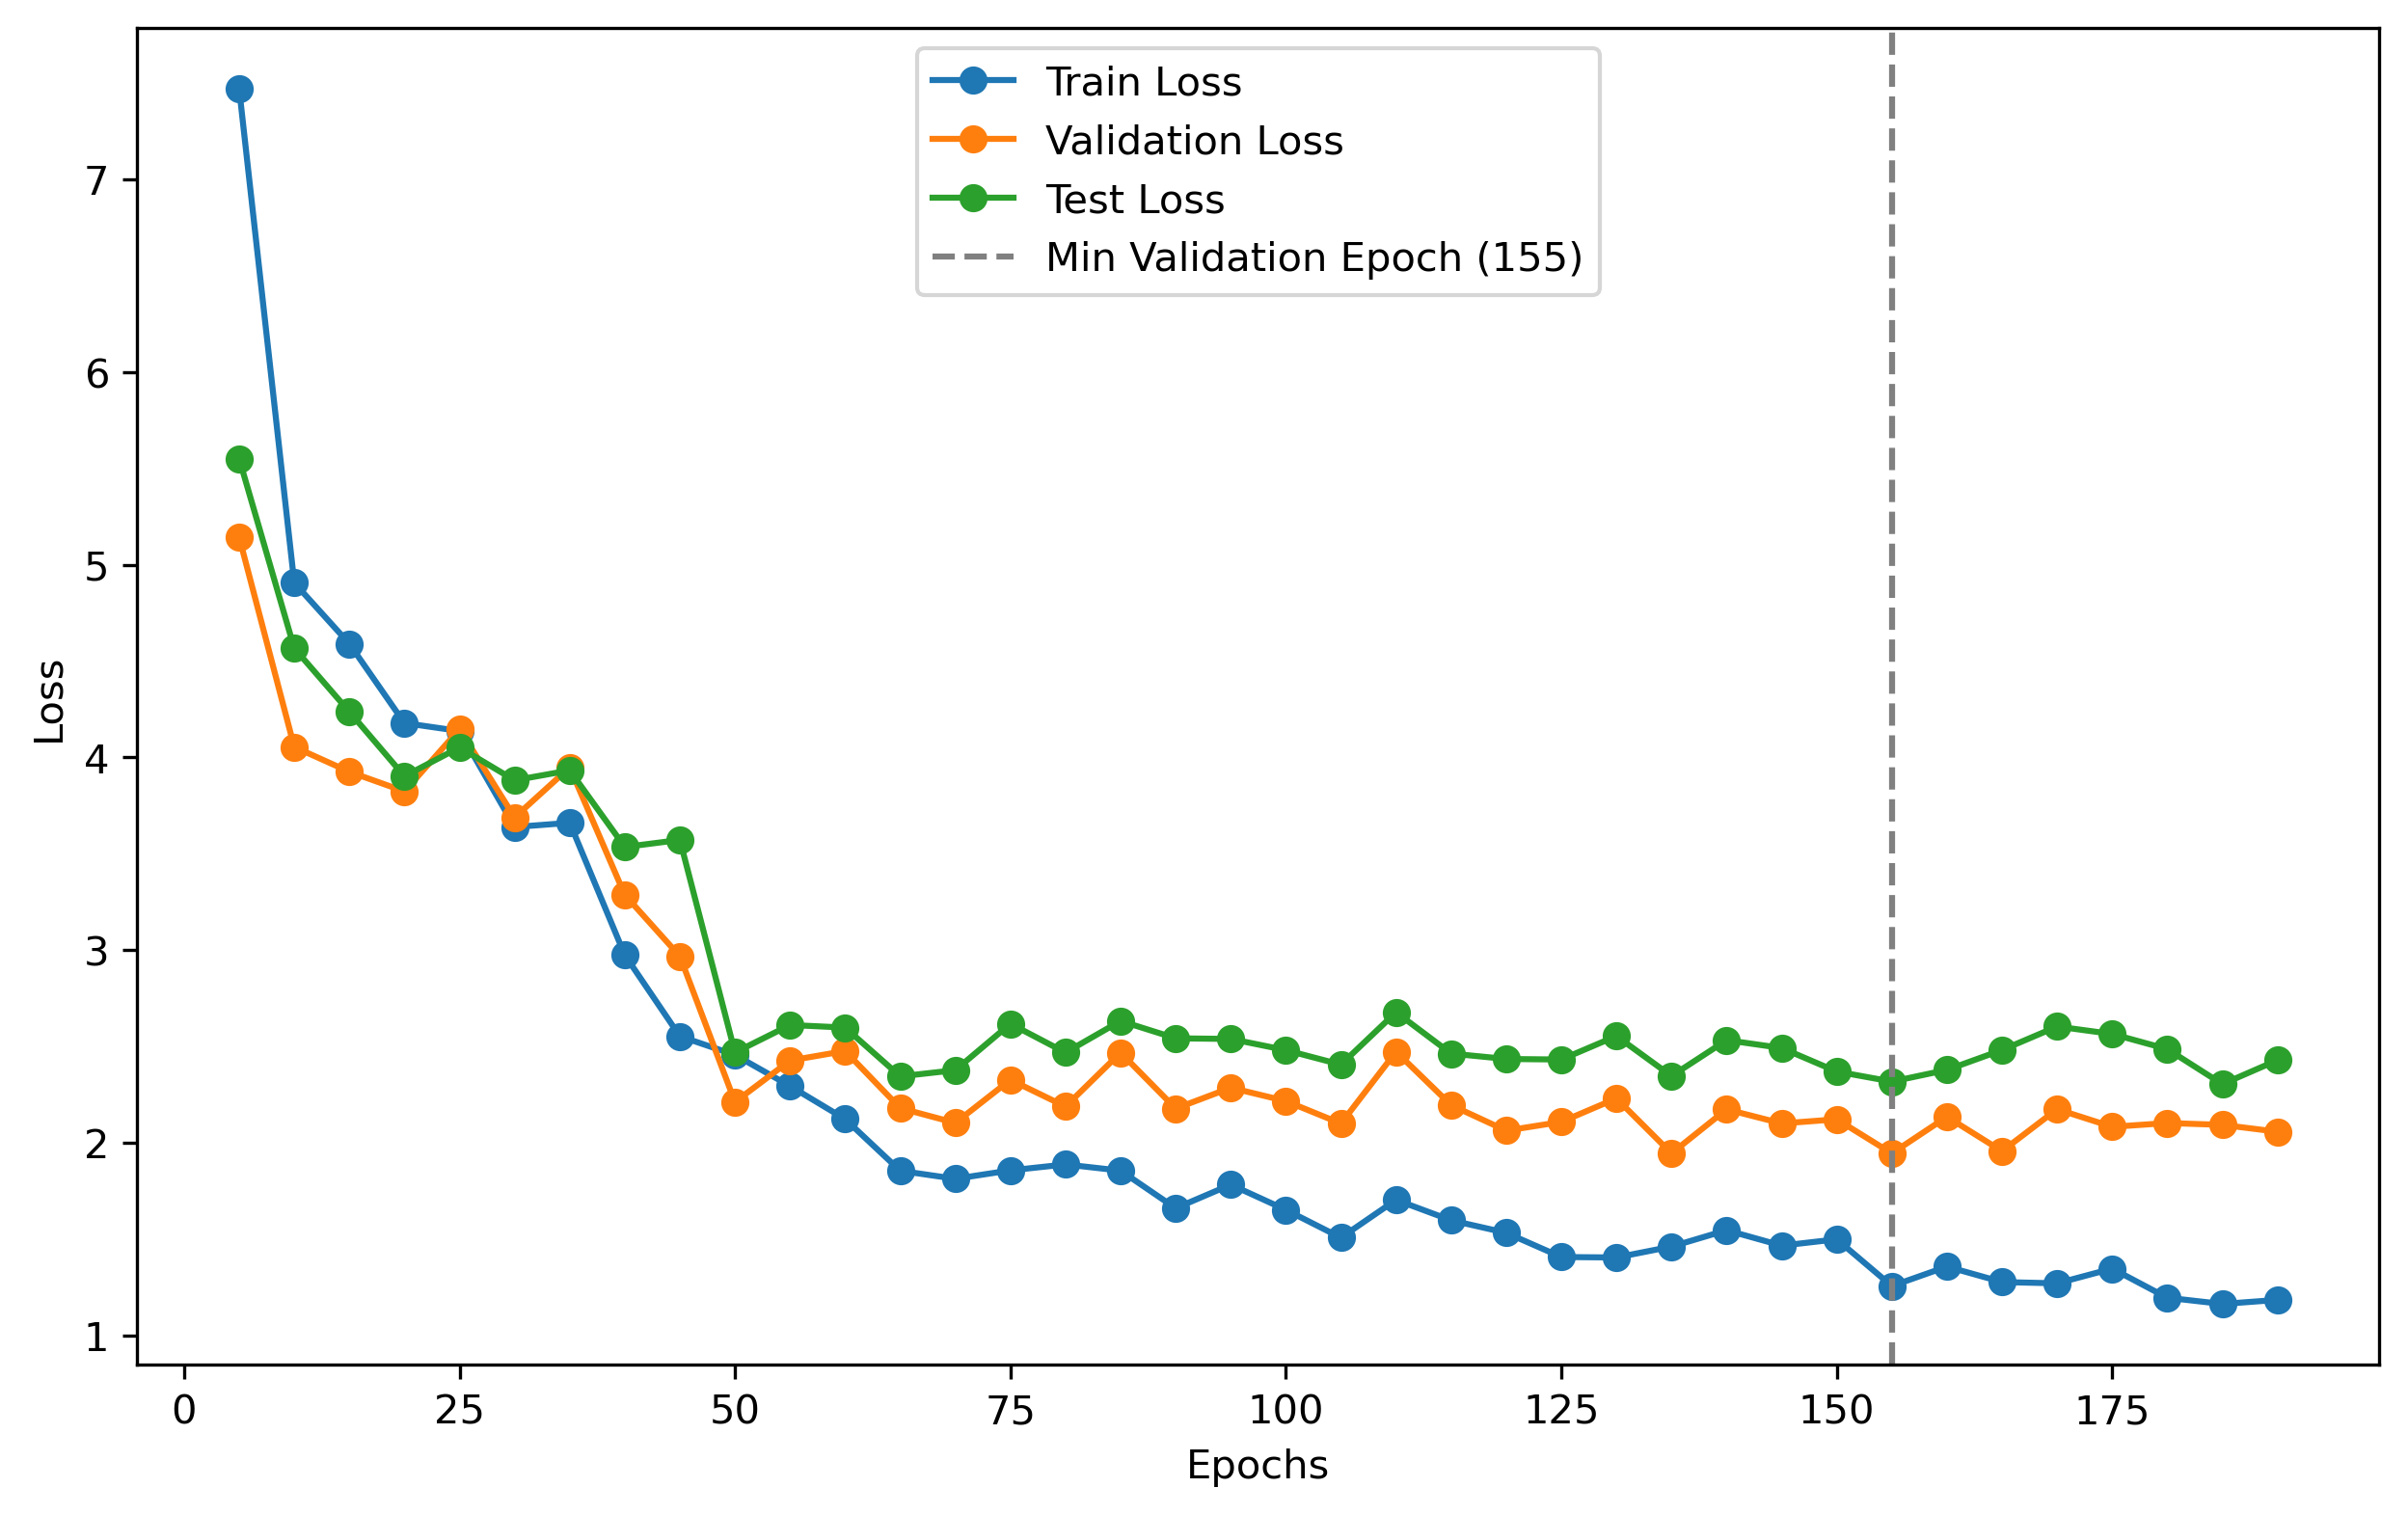 Train Loss
Validation Loss
Test Loss
Min Validation Epoch (155)
7
6
5
4
3
2
1
Loss
0 25 50 75 100 125 150 175
Epochs